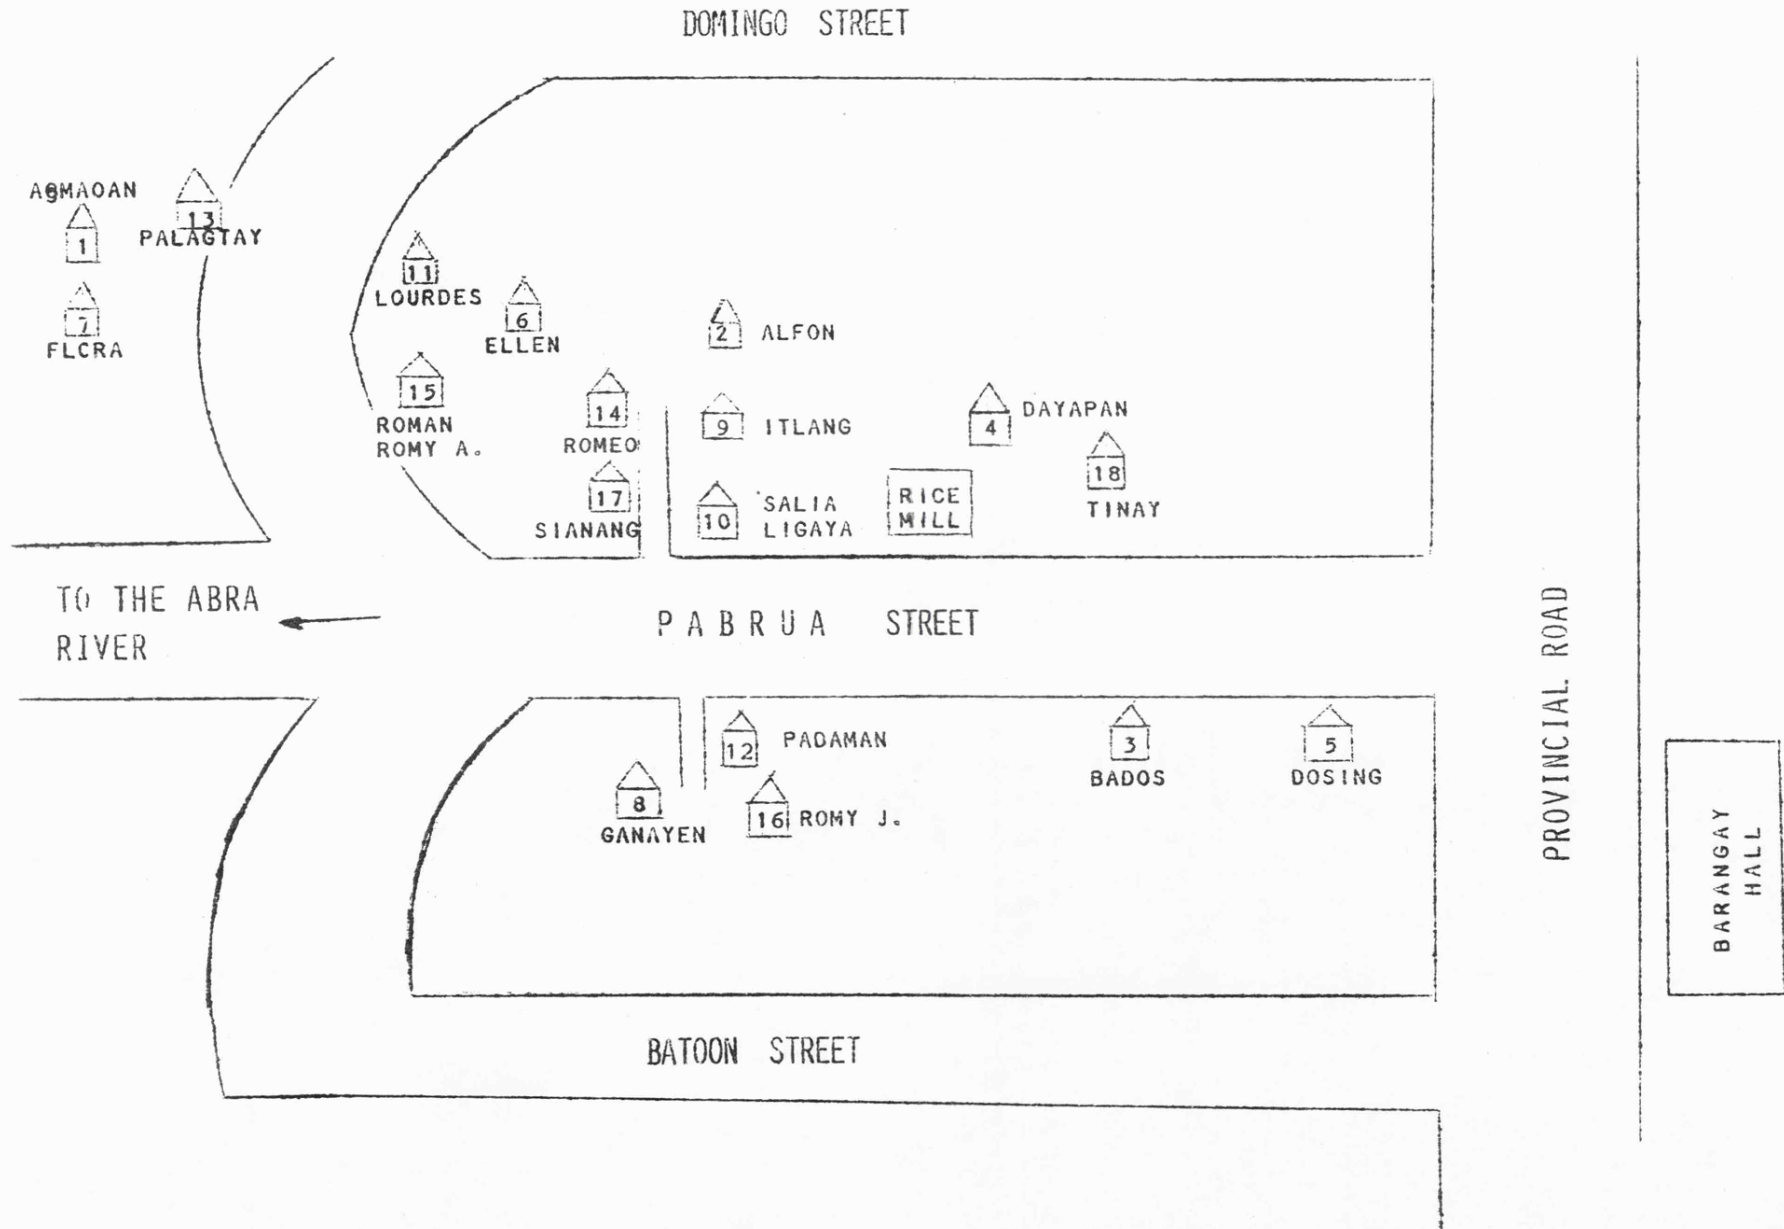 DOMINGO STREET
AGMAOAN
1
13
PALAGTAY
7
FLCRA
11
LOURDES
6
ELLEN
2 ALFON
15
ROMAN
ROMY A.
14
ROMEO
9 ITLANG
4 DAYAPAN
18
TINAY
17
SIANANG
10 SALIA
LIGAYA
RICE
MILL
TO THE ABRA
RIVER
PABRUA STREET
PROVINCIAL ROAD
12 PADAMAN
3
BADOS
5
DOSING
8
GANAYEN
16 ROMY J.
BARANGAY
HALL
BATOON STREET